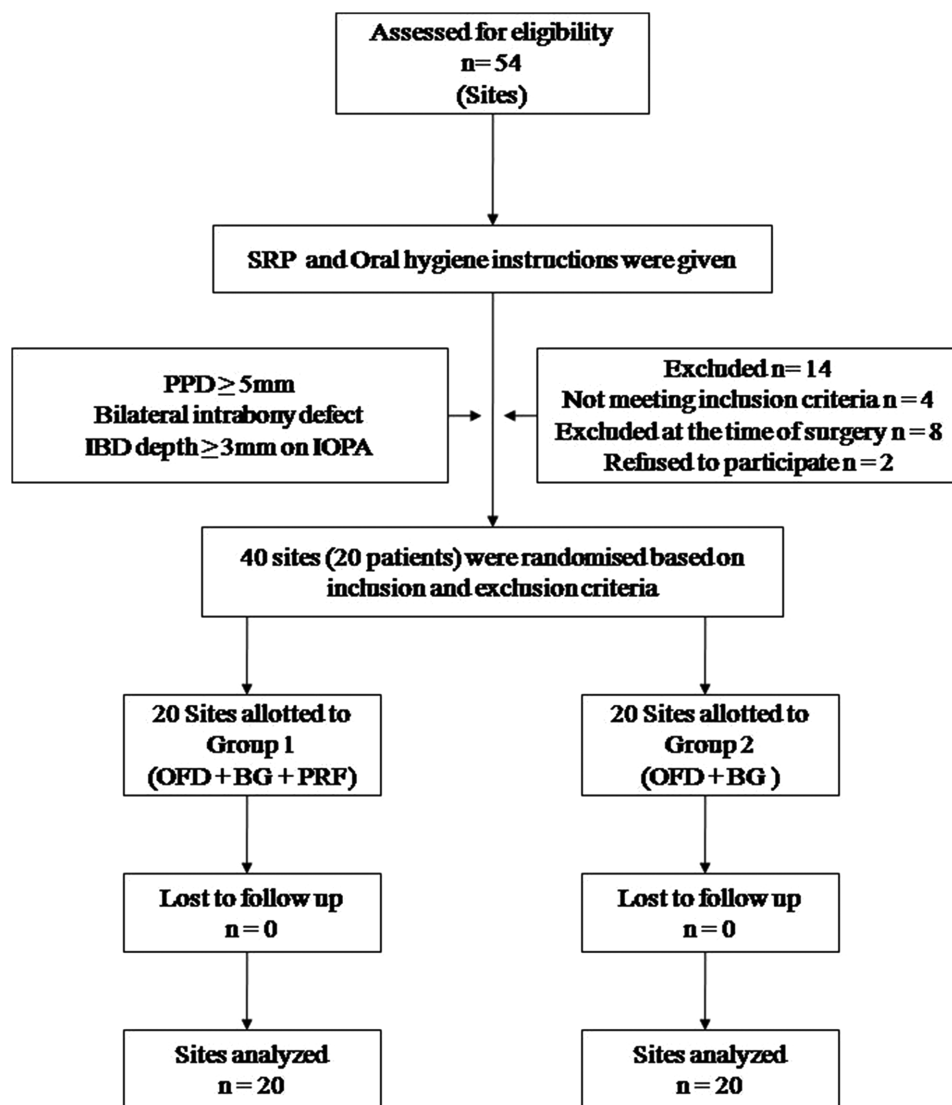 Assessed for eligibility
n= 54
(Sites)
SRP and Oral hygiene instructions were given
PPD ≥ 5mm
Bilateral intrabony defect
IBD depth ≥3mm on IOPA
Excluded n= 14
Not meeting inclusion criteria n = 4
Excluded at the time of surgery n = 8
Refused to participate n = 2
40 sites (20 patients) were randomised based on
inclusion and exclusion criteria
20 Sites allotted to
Group 1
(OFD + BG + PRF)
20 Sites allotted to
Group 2
(OFD + BG )
Lost to follow up
n = 0
Lost to follow up
n = 0
Sites analyzed
n = 20
Sites analyzed
n = 20